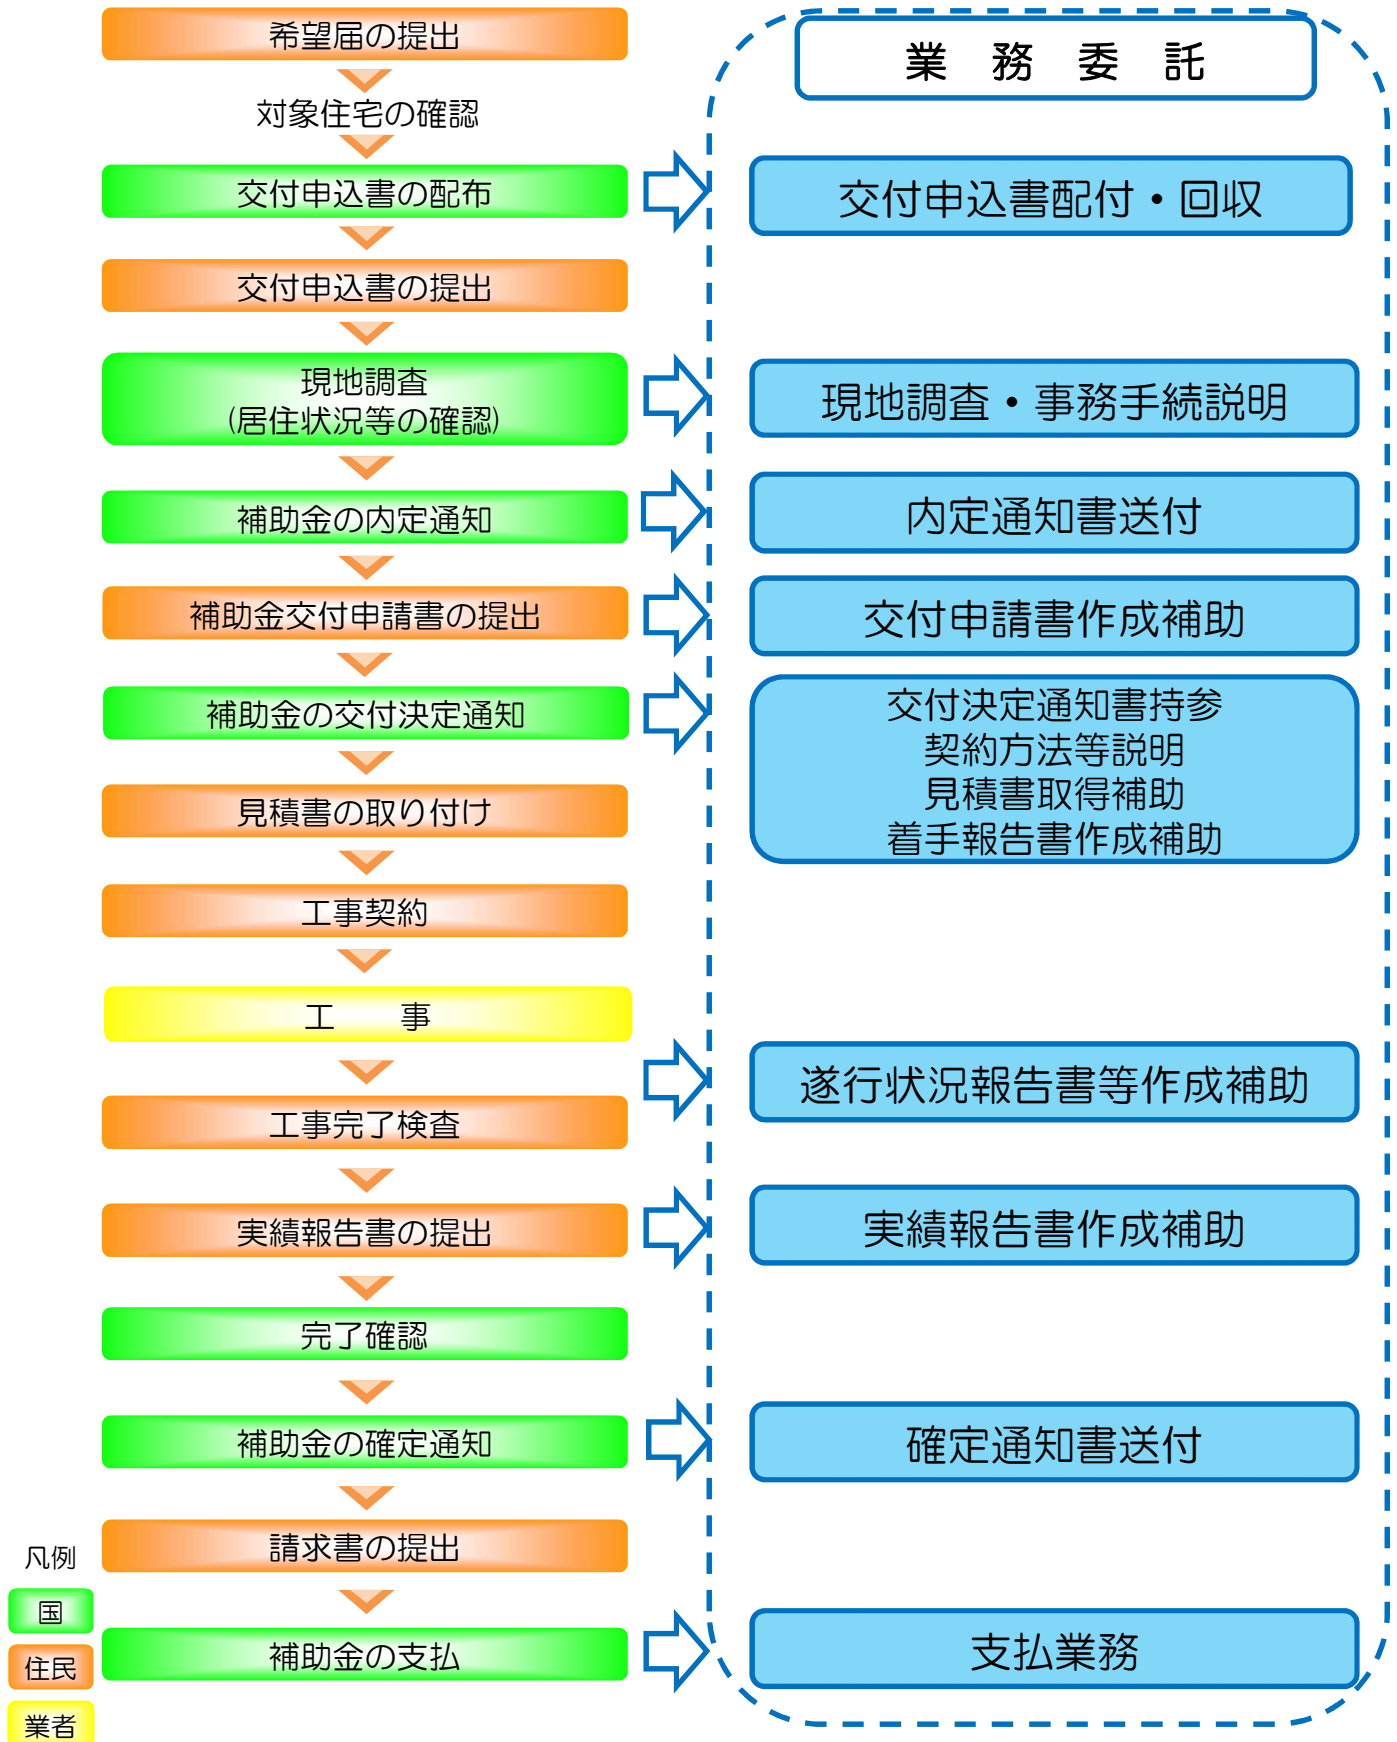 希望届の提出
対象住宅の確認
交付申込書の配布
交付申込書の提出
現地調査
(居住状況等の確認)
補助金の内定通知
補助金交付申請書の提出
補助金の交付決定通知
見積書の取り付け
工事契約
工　　事
工事完了検査
実績報告書の提出
完了確認
補助金の確定通知
請求書の提出
補助金の支払
凡例
国
住民
業者
業　務　委　託
交付申込書配付・回収
現地調査・事務手続説明
内定通知書送付
交付申請書作成補助
交付決定通知書持参
契約方法等説明
見積書取得補助
着手報告書作成補助
遂行状況報告書等作成補助
実績報告書作成補助
確定通知書送付
支払業務